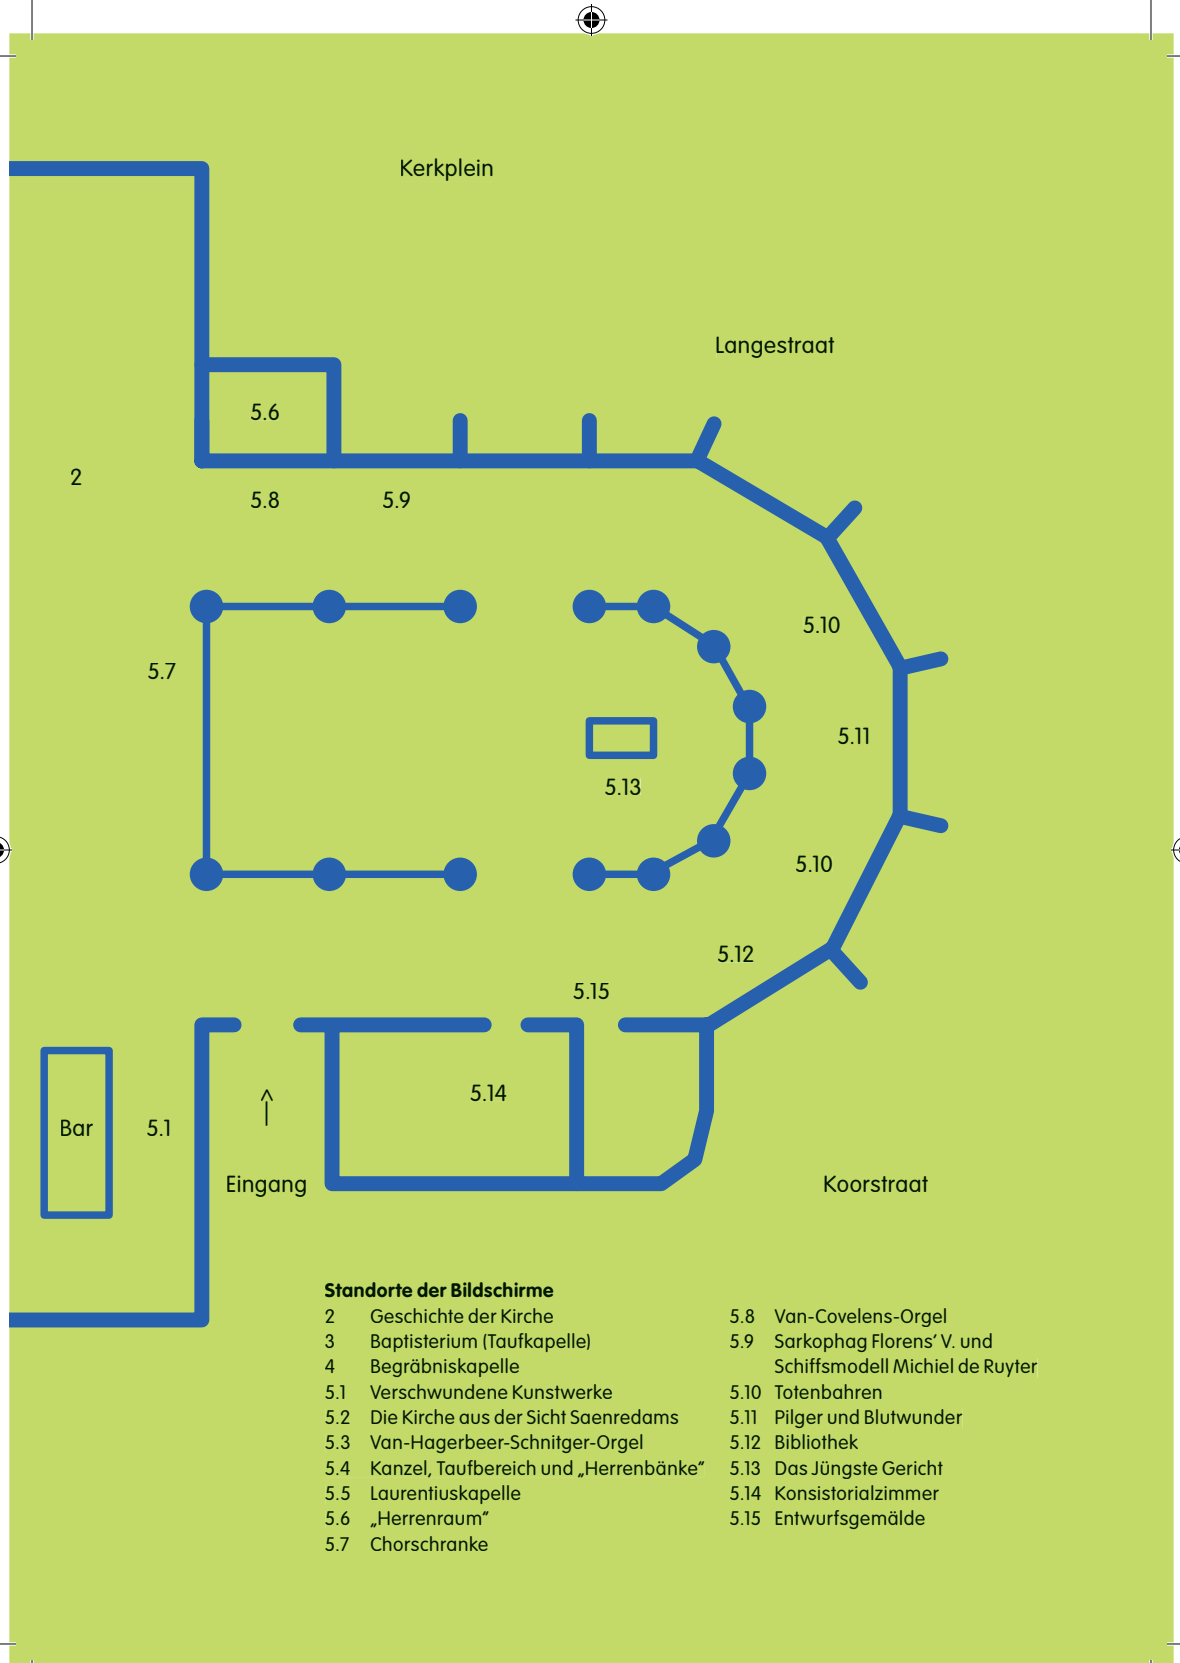 Kerkplein
Langestraat
5.6
2
5.8
5.9
5.10
5.7
5.11
5.13
5.10
5.12
5.15
5.14
Bar
5.1
Eingang
Koorstraat
Standorte der Bildschirme
2 Geschichte der Kirche
3 Baptisterium (Taufkapelle)
4 Begräbniskapelle
5.1 Verschwundene Kunstwerke
5.2 Die Kirche aus der Sicht Saenredams
5.3 Van-Hagerbeer-Schnitger-Orgel
5.4 Kanzel, Taufbereich und „Herrenbänke“
5.5 Laurentiuskapelle
5.6 „Herrenraum“
5.7 Chorschranke
5.8 Van-Covelens-Orgel
5.9 Sarkophag Florens’ V. und
Schiffsmodell Michiel de Ruyter
5.10 Totenbahren
5.11 Pilger und Blutwunder
5.12 Bibliothek
5.13 Das Jüngste Gericht
5.14 Konsistorialzimmer
5.15 Entwurfsgemälde